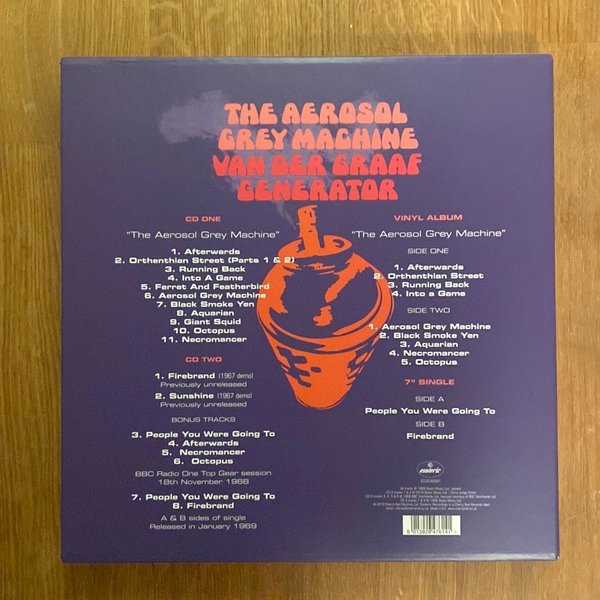 THE AEROSOL
GREY MACHINE
VAN DER GRAAF
GENERATOR
CD ONE
"The Aerosol Grey Machine"
1. Afterwards
2. Orthenthian Street (Parts 1 & 2)
3. Running Back
4. Into A Game
5. Ferret And Featherbird
6. Aerosol Grey Machine
7. Black Smoke Yen
8. Aquarian
9. Giant Squid
10. Octopus
11. Necromancer
CD TWO
1. Firebrand (1967 demo)
Previously unreleased
2. Sunshine (1967 demo)
Previously unreleased
BONUS TRACKS
3. People You Were Going To
4. Afterwards
5. Necromancer
6. Octopus
BBC Radio One Top Gear session
18th November 1968
7. People You Were Going To
8. Firebrand
A & B sides of single
Released in January 1969
VINYL ALBUM
"The Aerosol Grey Machine"
SIDE ONE
1. Afterwards
2. Orthenthian Street
3. Running Back
4. Into a Game
SIDE TWO
1. Aerosol Grey Machine
2. Black Smoke Yen
3. Aquarian
4. Necromancer
5. Octopus
7" SINGLE
SIDE A
People You Were Going To
SIDE B
Firebrand
esoteric